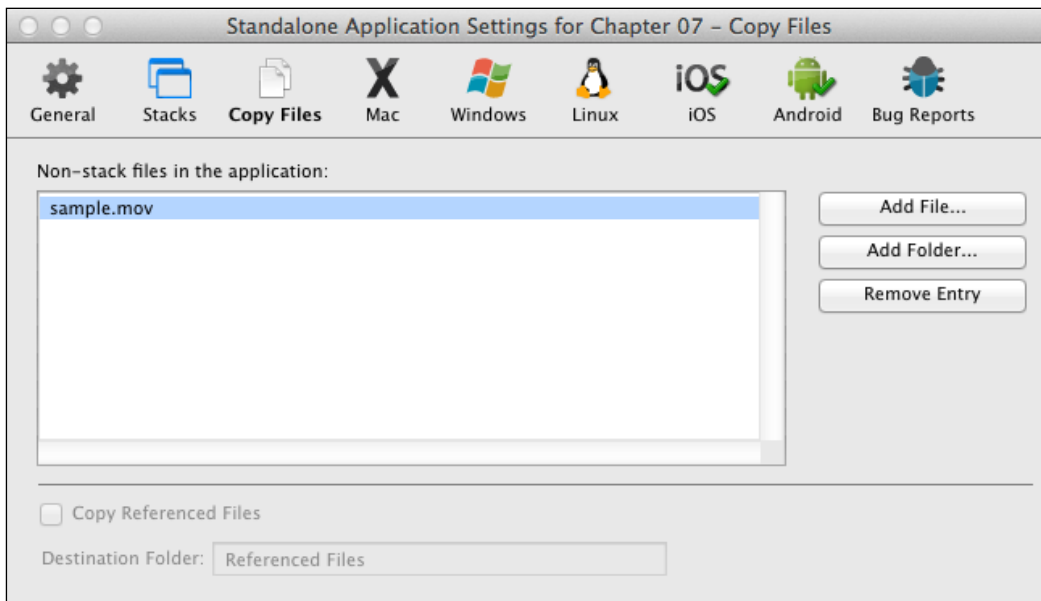 Standalone Application Settings for Chapter 07 – Copy Files
iOS
General Stacks Copy Files Mac Windows Linux iOS Android Bug Reports
Non-stack files in the application:
sample.mov
Add File...
Add Folder...
Remove Entry
Copy Referenced Files
Destination Folder: Referenced Files